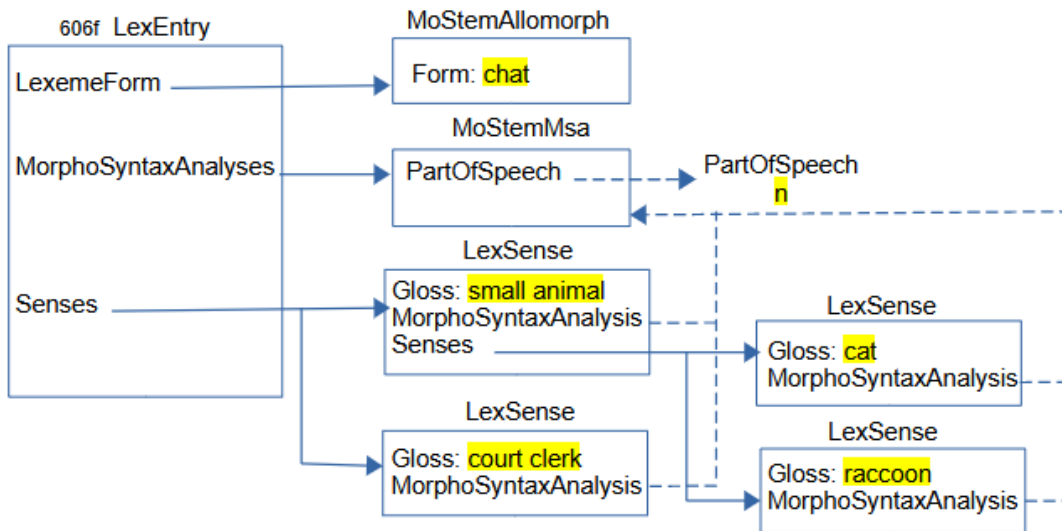 606f LexEntry
LexemeForm
MorphoSyntaxAnalyses
Senses
MoStemAllomorph
Form: chat
MoStemMsa
PartOfSpeech
PartOfSpeech
n
LexSense
Gloss: small animal
MorphoSyntaxAnalysis
Senses
LexSense
Gloss: cat
MorphoSyntaxAnalysis
LexSense
Gloss: court clerk
MorphoSyntaxAnalysis
LexSense
Gloss: raccoon
MorphoSyntaxAnalysis